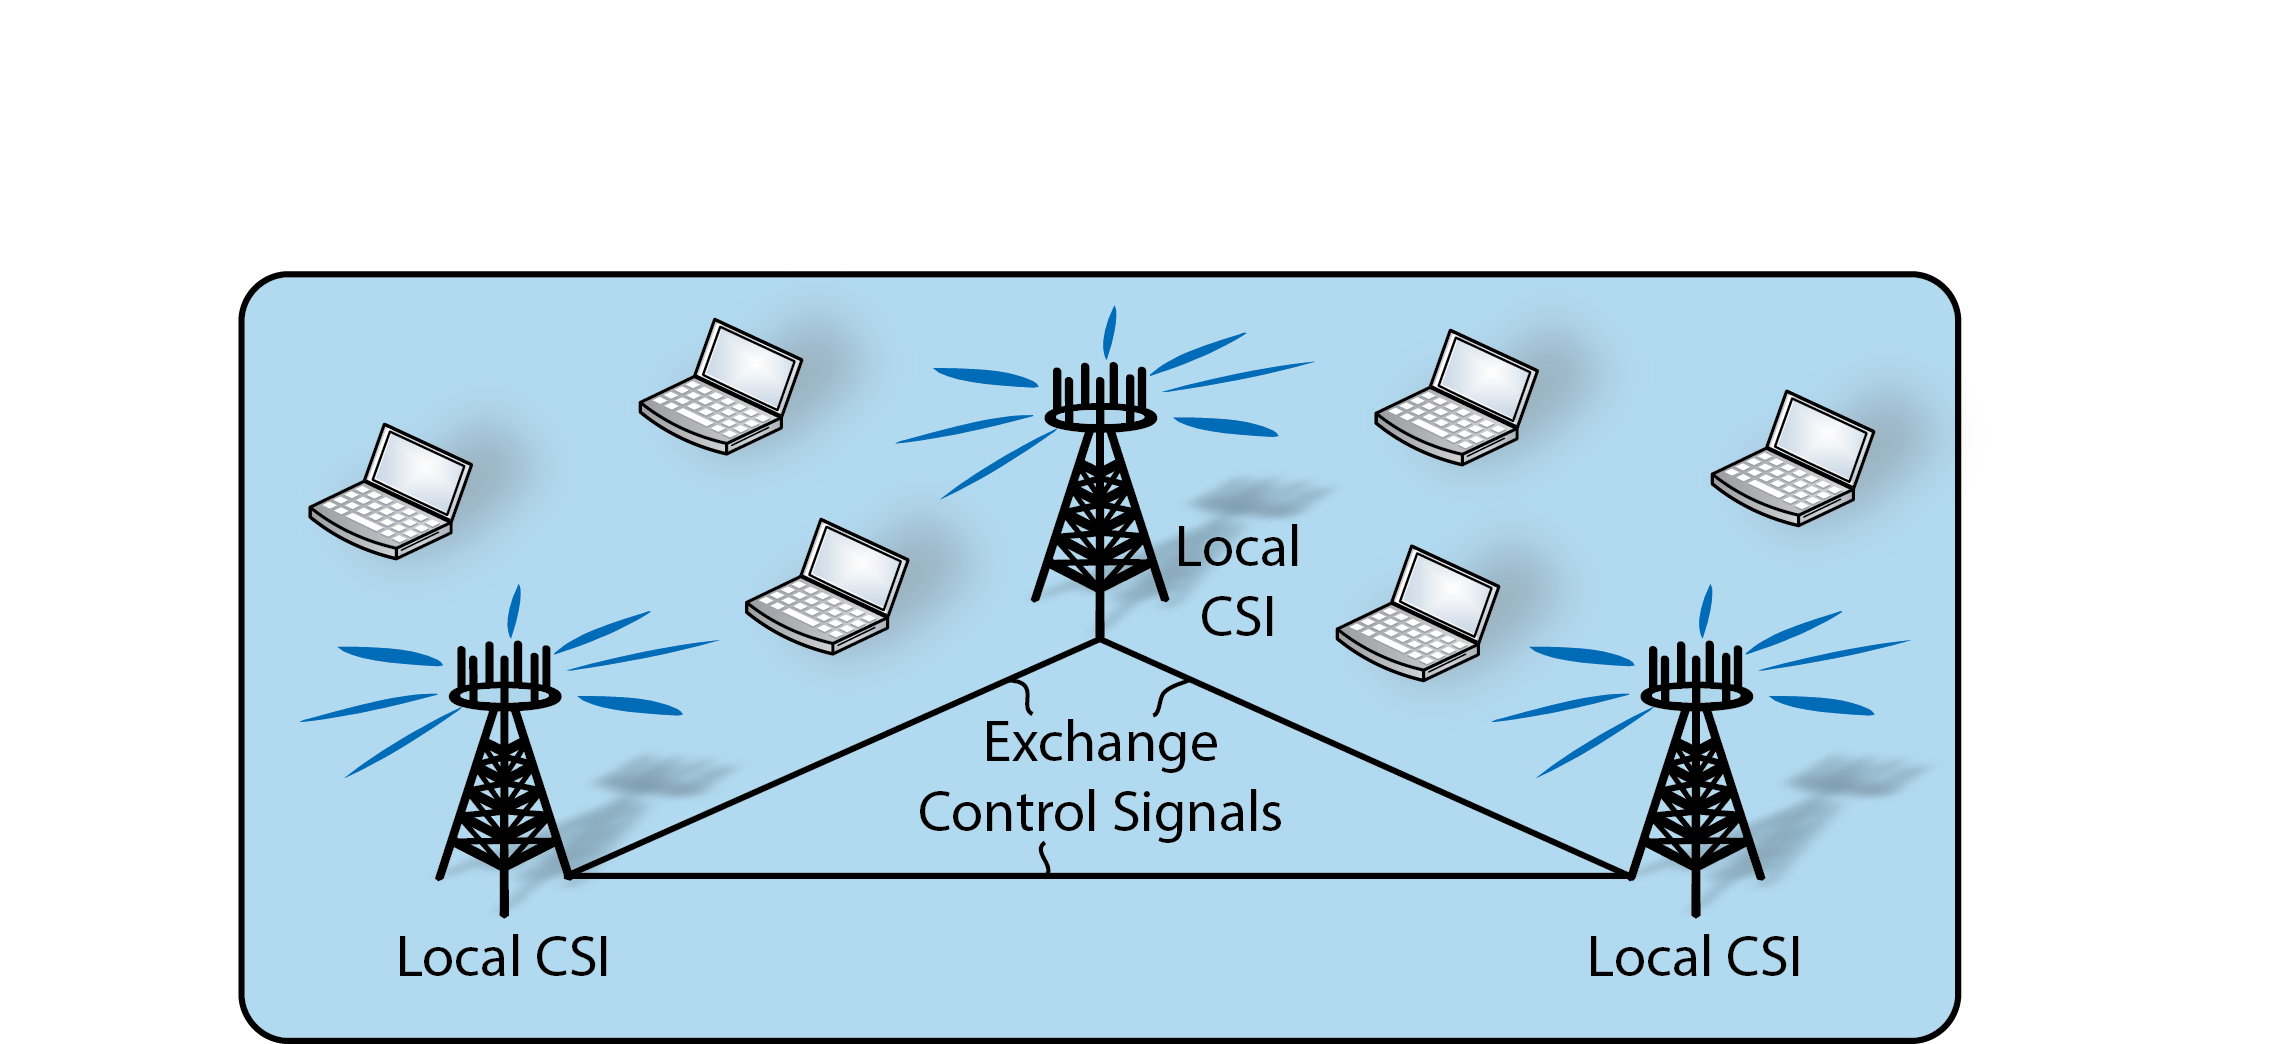 Local
CSI
Exchange
Control Signals
Local CSI
Local CSI